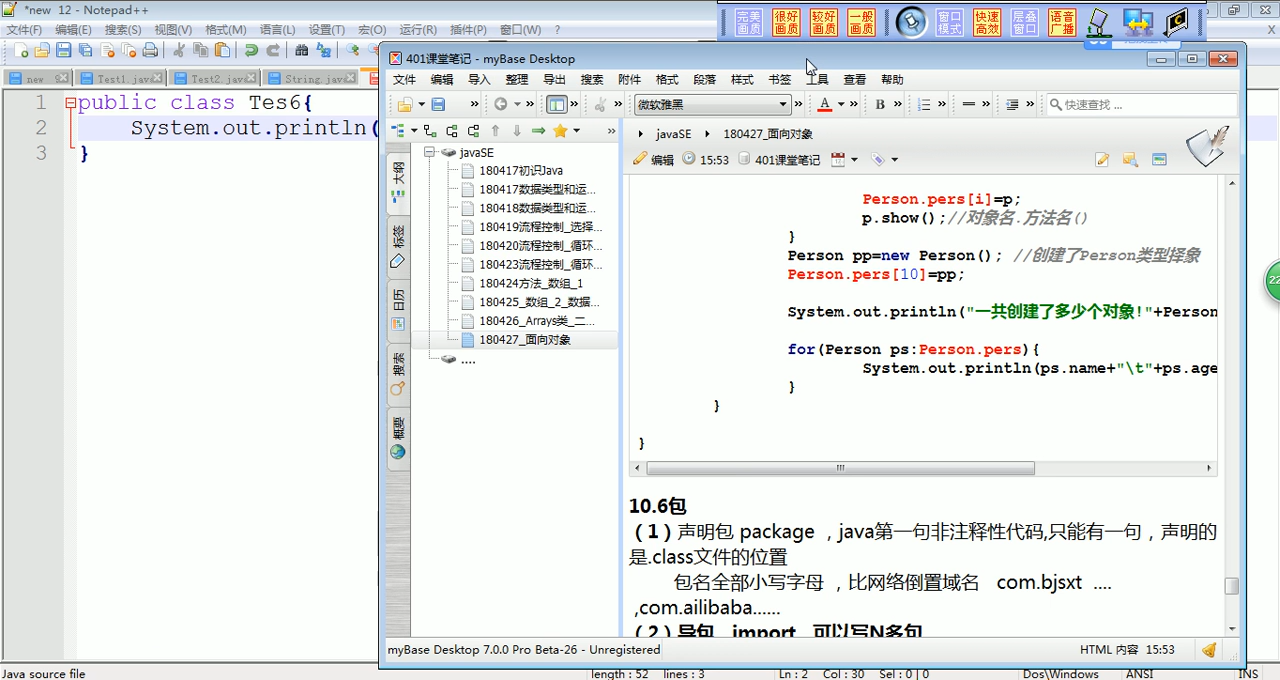 *new 12 - Notepad++
文件(F) 编辑(E) 搜索(S) 视图(V) 格式(M) 语言(L) 设置(T) 宏(O) 运行(R) 插件(P) 窗口(W) ?
完美画质 很好画质 较好画质 一般画质 窗口模式 快速高效 层叠窗口 语音广播
new Test1.jav Test2.jav String.jav
1 public class Tes6{
2 System.out.println(
3 }
401课堂笔记 - myBase Desktop
文件 编辑 导入 整理 导出 搜索 附件 格式 段落 样式 书签 工具 查看 帮助
微软雅黑 A B 快速查找 ...
javaSE 180427_面向对象
编辑 15:53 401课堂笔记
大纲
标签
日历
搜索
概要
javaSE
180417初识Java
180417数据类型和运...
180418数据类型和运...
180419流程控制_选择...
180420流程控制_循环...
180423流程控制_循环...
180424方法_数组_1
180425_数组_2_数据...
180426_Arrays类_二...
180427_面向对象
....
Person.pers[i]=p;
p.show();//对象名.方法名()
}
Person pp=new Person(); //创建了Person类型择象
Person.pers[10]=pp;
System.out.println("一共创建了多少个对象!"+Person
for(Person ps:Person.pers){
System.out.println(ps.name+"\t"+ps.age
}
}
}
10.6包
（1）声明包 package ，java第一句非注释性代码,只能有一句，声明的
是.class文件的位置
包名全部小写字母 ，比网络倒置域名 com.bjsxt ....
,com.ailibaba......
（2）导包 import 可以写N多句
myBase Desktop 7.0.0 Pro Beta-26 - Unregistered HTML 内容 15:53
Java source file length : 52 lines : 3 Ln : 2 Col : 30 Sel : 0 | 0 Dos\Windows ANSI INS